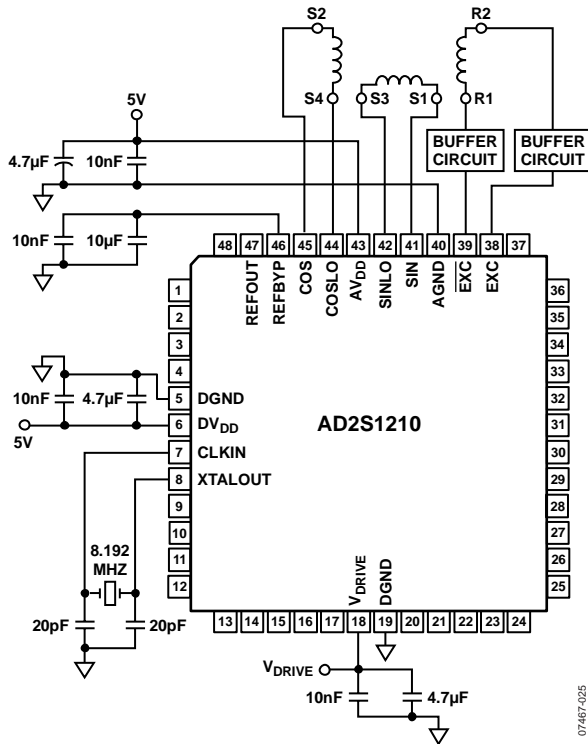 S2
R2
5V
S4
S3
S1
R1
4.7µF
10nF
BUFFER
CIRCUIT
BUFFER
CIRCUIT
10nF
10µF
48
47
46
45
44
43
42
41
40
39
38
37
REFOUT
REFBYP
COS
COSLO
AVDD
SINLO
SIN
AGND
EXC
EXC
1
2
3
4
5
6
7
8
9
10
11
12
DGND
DVDD
CLKIN
XTALOUT
10nF
4.7µF
5V
AD2S1210
36
35
34
33
32
31
30
29
28
27
26
25
8.192
MHZ
20pF
20pF
VDRIVE
DGND
13
14
15
16
17
18
19
20
21
22
23
24
VDRIVE
10nF
4.7µF
07467-025